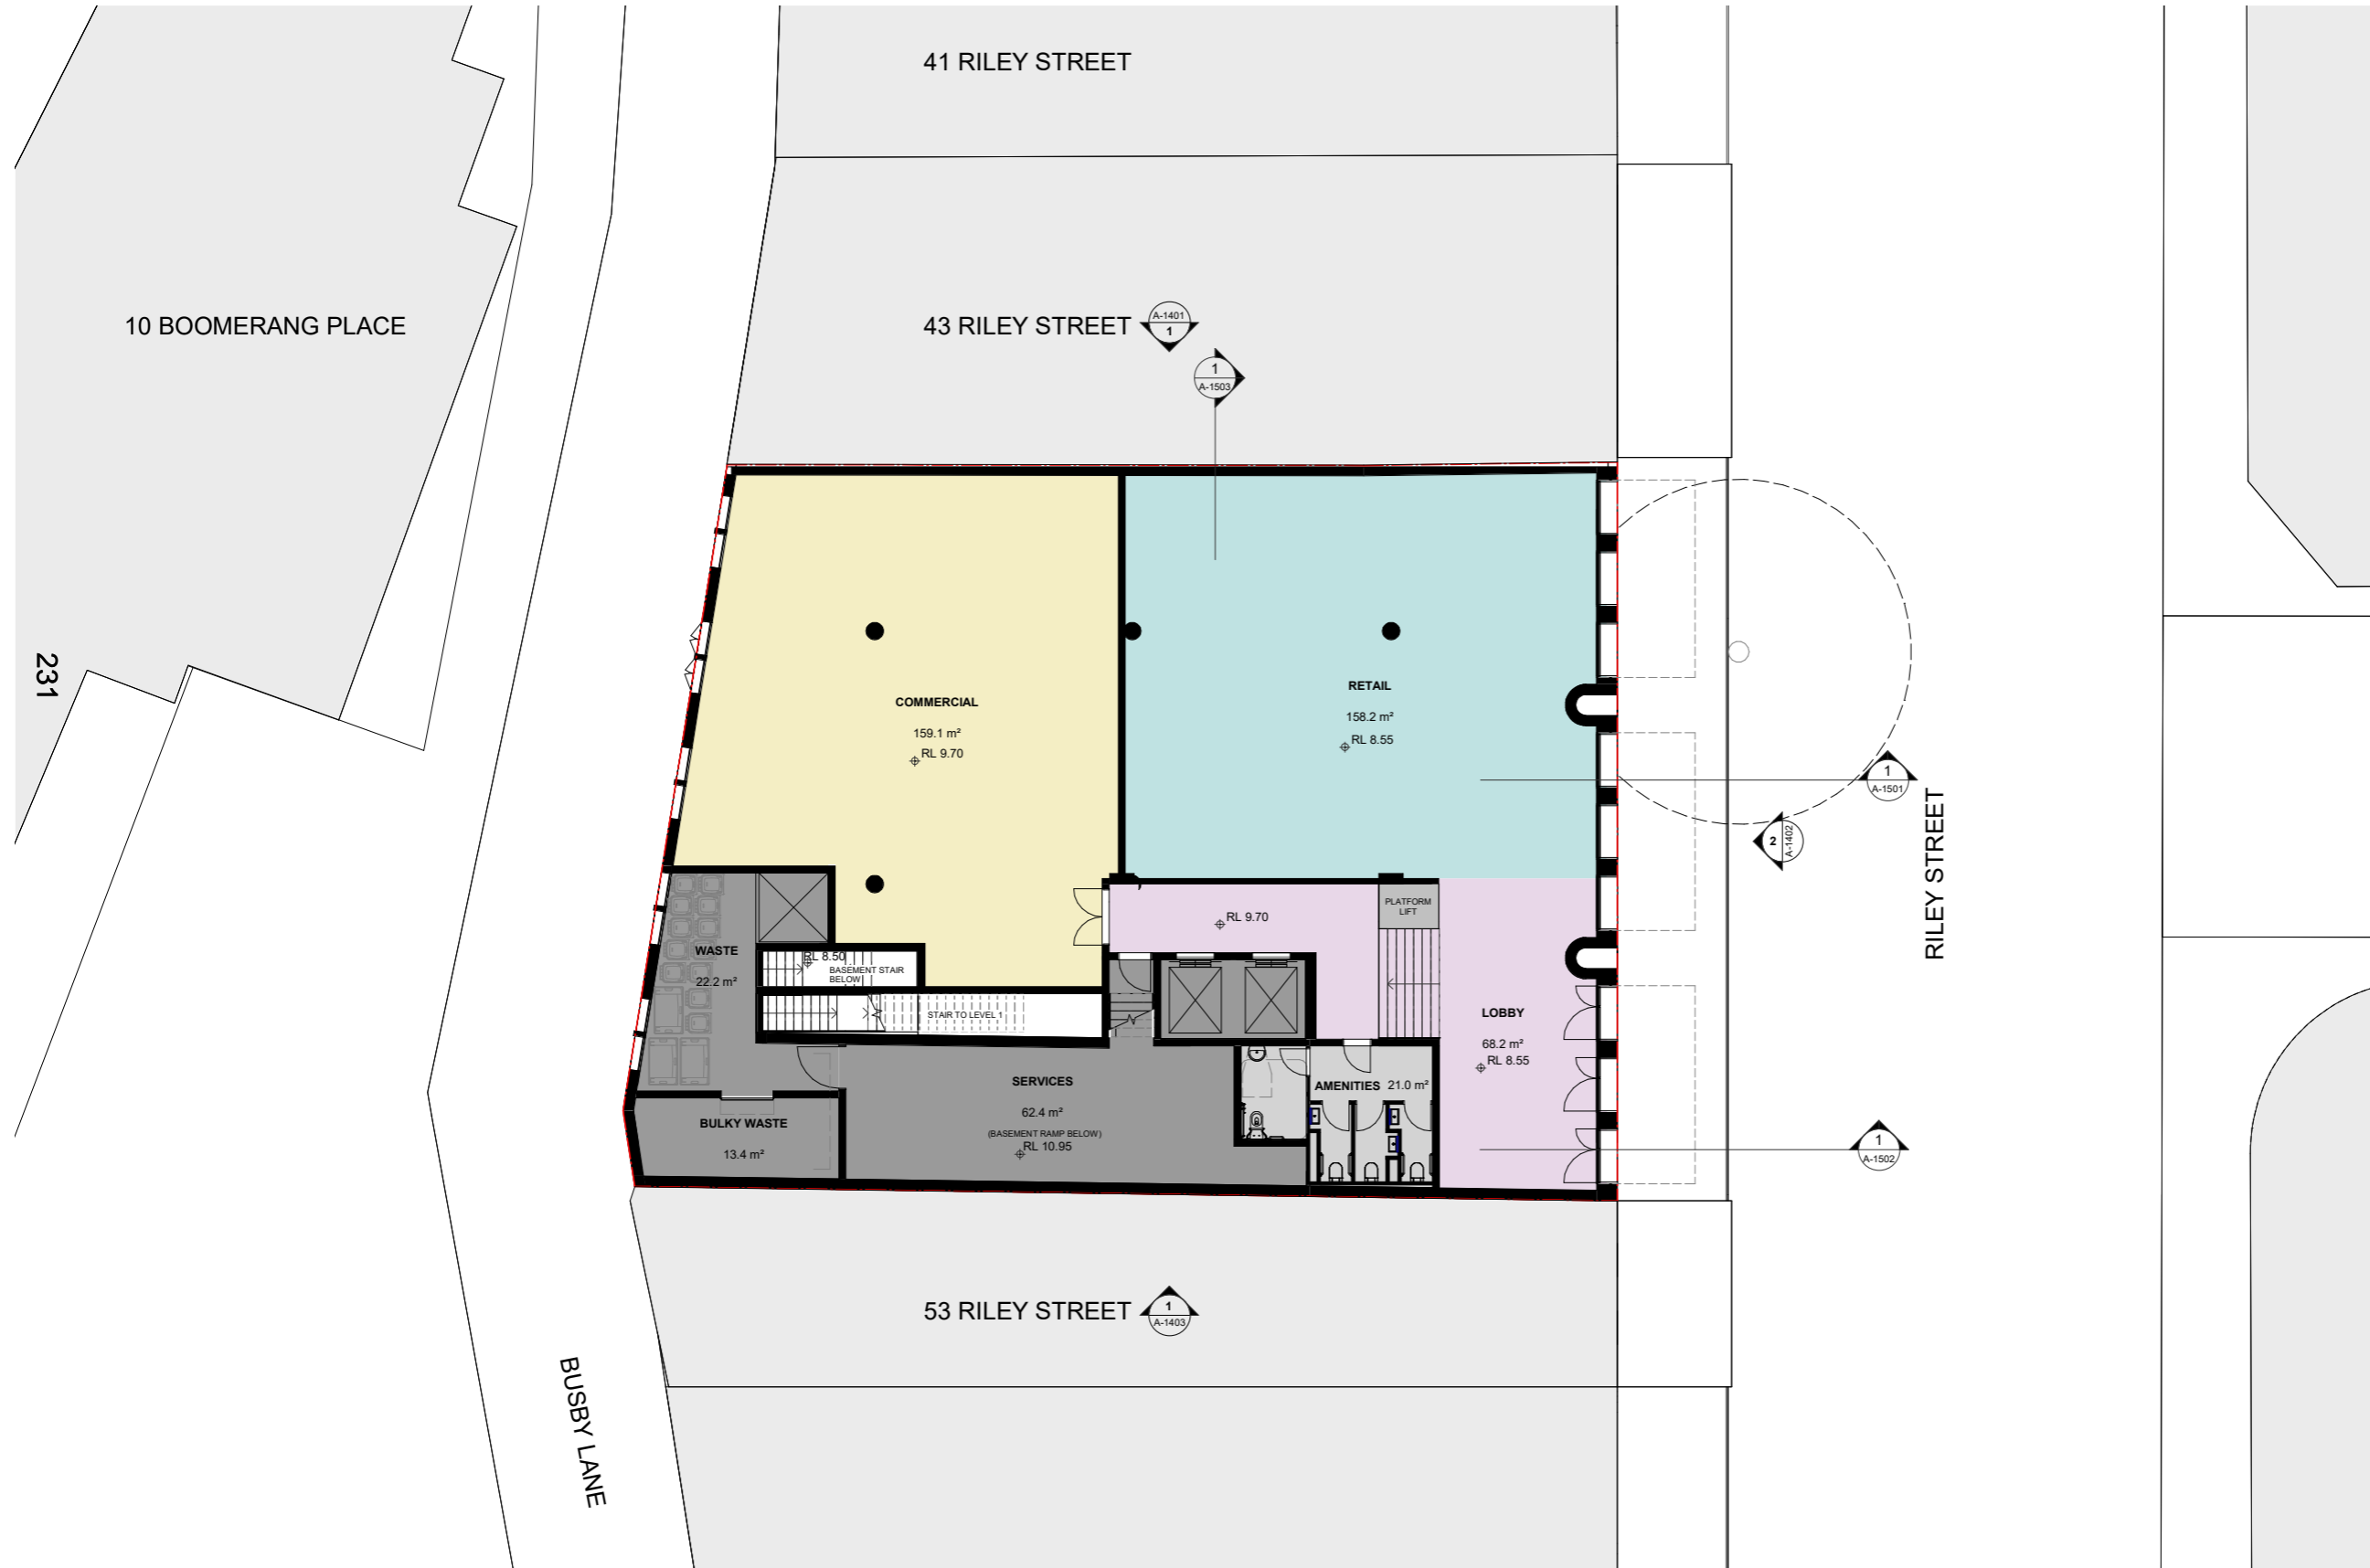 41 RILEY STREET
10 BOOMERANG PLACE
43 RILEY STREET
A-1401
1
1
A-1503
231
COMMERCIAL
159.1 m²
RL 9.70
RETAIL
158.2 m²
RL 8.55
1
A-1501
2
A-1402
RILEY STREET
PLATFORM
LIFT
RL 9.70
WASTE
22.2 m²
RL 8.50
BASEMENT STAIR
BELOW
STAIR TO LEVEL 1
LOBBY
68.2 m²
RL 8.55
SERVICES
62.4 m²
(BASEMENT RAMP BELOW)
RL 10.95
AMENITIES 21.0 m²
BULKY WASTE
13.4 m²
1
A-1502
53 RILEY STREET
1
A-1403
BUSBY LANE